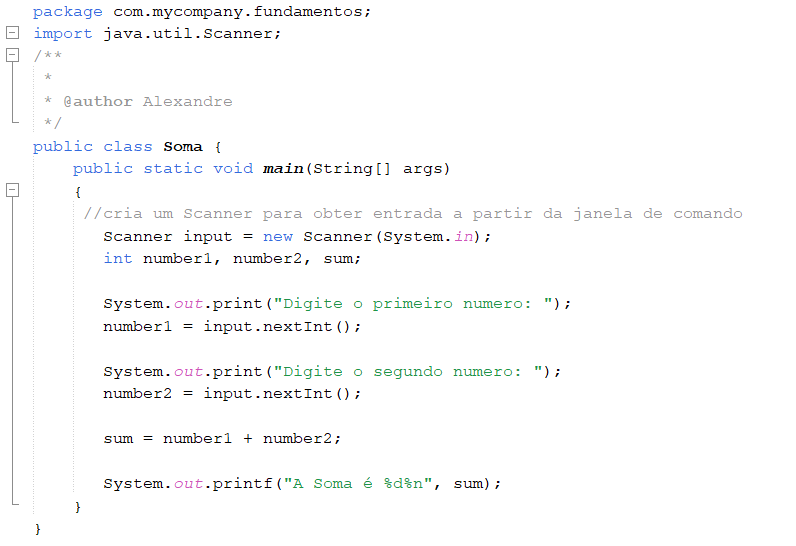 package com.mycompany.fundamentos;
import java.util.Scanner;
/**
 *
 * @author Alexandre
 */
public class Soma {
    public static void main(String[] args)
    {
     //cria um Scanner para obter entrada a partir da janela de comando
       Scanner input = new Scanner(System.in);
       int number1, number2, sum;

       System.out.print("Digite o primeiro numero: ");
       number1 = input.nextInt();

       System.out.print("Digite o segundo numero: ");
       number2 = input.nextInt();

       sum = number1 + number2;

       System.out.printf("A Soma é %d%n", sum);
    }
}